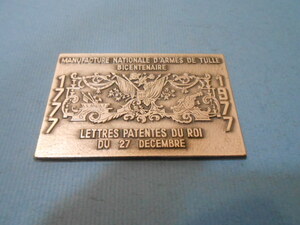 MANUFACTURE NATIONALE D'ARMES DE TULLE
BICENTENAIRE
1777
1977
LETTRES PATENTES DU ROI
DU 27 DECEMBRE